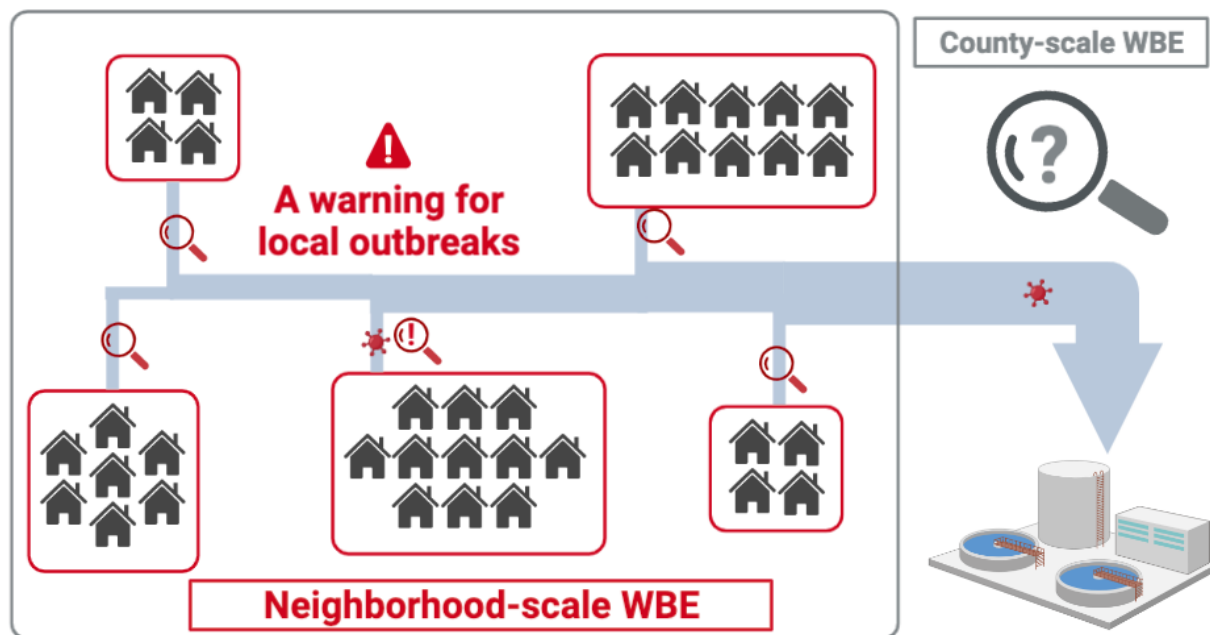 County-scale WBE
?
!
A warning for
local outbreaks
!
Neighborhood-scale WBE